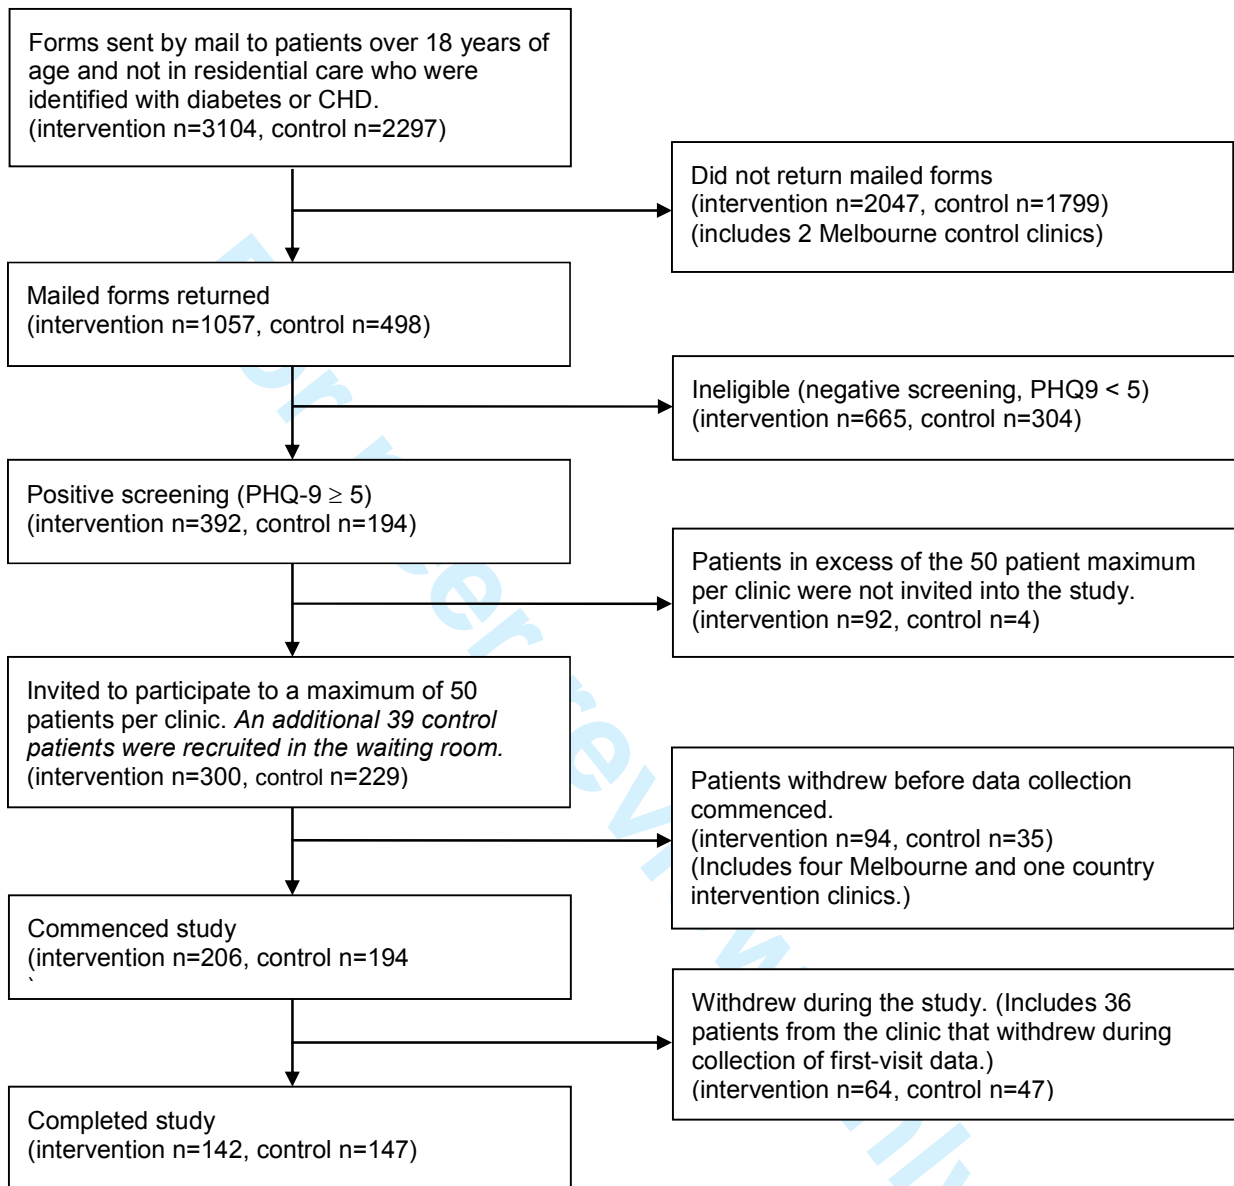 Forms sent by mail to patients over 18 years of
age and not in residential care who were
identified with diabetes or CHD.
(intervention n=3104, control n=2297)
Did not return mailed forms
(intervention n=2047, control n=1799)
(includes 2 Melbourne control clinics)
Mailed forms returned
(intervention n=1057, control n=498)
Ineligible (negative screening, PHQ9 < 5)
(intervention n=665, control n=304)
Positive screening (PHQ-9 ≥ 5)
(intervention n=392, control n=194)
Patients in excess of the 50 patient maximum
per clinic were not invited into the study.
(intervention n=92, control n=4)
Invited to participate to a maximum of 50
patients per clinic. An additional 39 control
patients were recruited in the waiting room.
(intervention n=300, control n=229)
Patients withdrew before data collection
commenced.
(intervention n=94, control n=35)
(Includes four Melbourne and one country
intervention clinics.)
Commenced study
(intervention n=206, control n=194
`
Withdrew during the study. (Includes 36
patients from the clinic that withdrew during
collection of first-visit data.)
(intervention n=64, control n=47)
Completed study
(intervention n=142, control n=147)